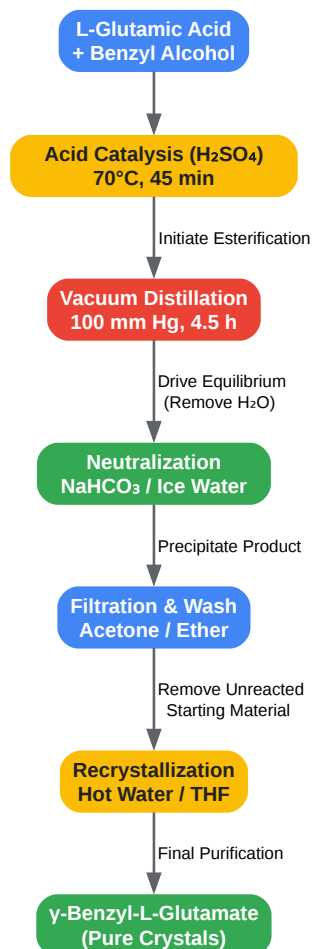 L-Glutamic Acid
+ Benzyl Alcohol
Acid Catalysis (H₂SO₄)
70°C, 45 min
Initiate Esterification
Vacuum Distillation
100 mm Hg, 4.5 h
Drive Equilibrium
(Remove H₂O)
Neutralization
NaHCO₃ / Ice Water
Precipitate Product
Filtration & Wash
Acetone / Ether
Remove Unreacted
Starting Material
Recrystallization
Hot Water / THF
Final Purification
γ-Benzyl-L-Glutamate
(Pure Crystals)